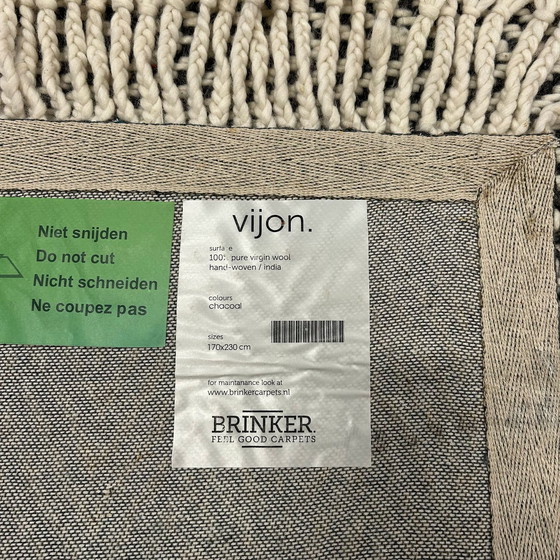 Niet snijden
Do not cut
Nicht schneiden
Ne coupez pas
vijon.
surface
100% pure virgin wool
hand-woven / india
colours
chacoal
sizes
170x230 cm
for maintanance look at
www.brinkercarpets.nl
BRINKER.
FEEL GOOD CARPETS